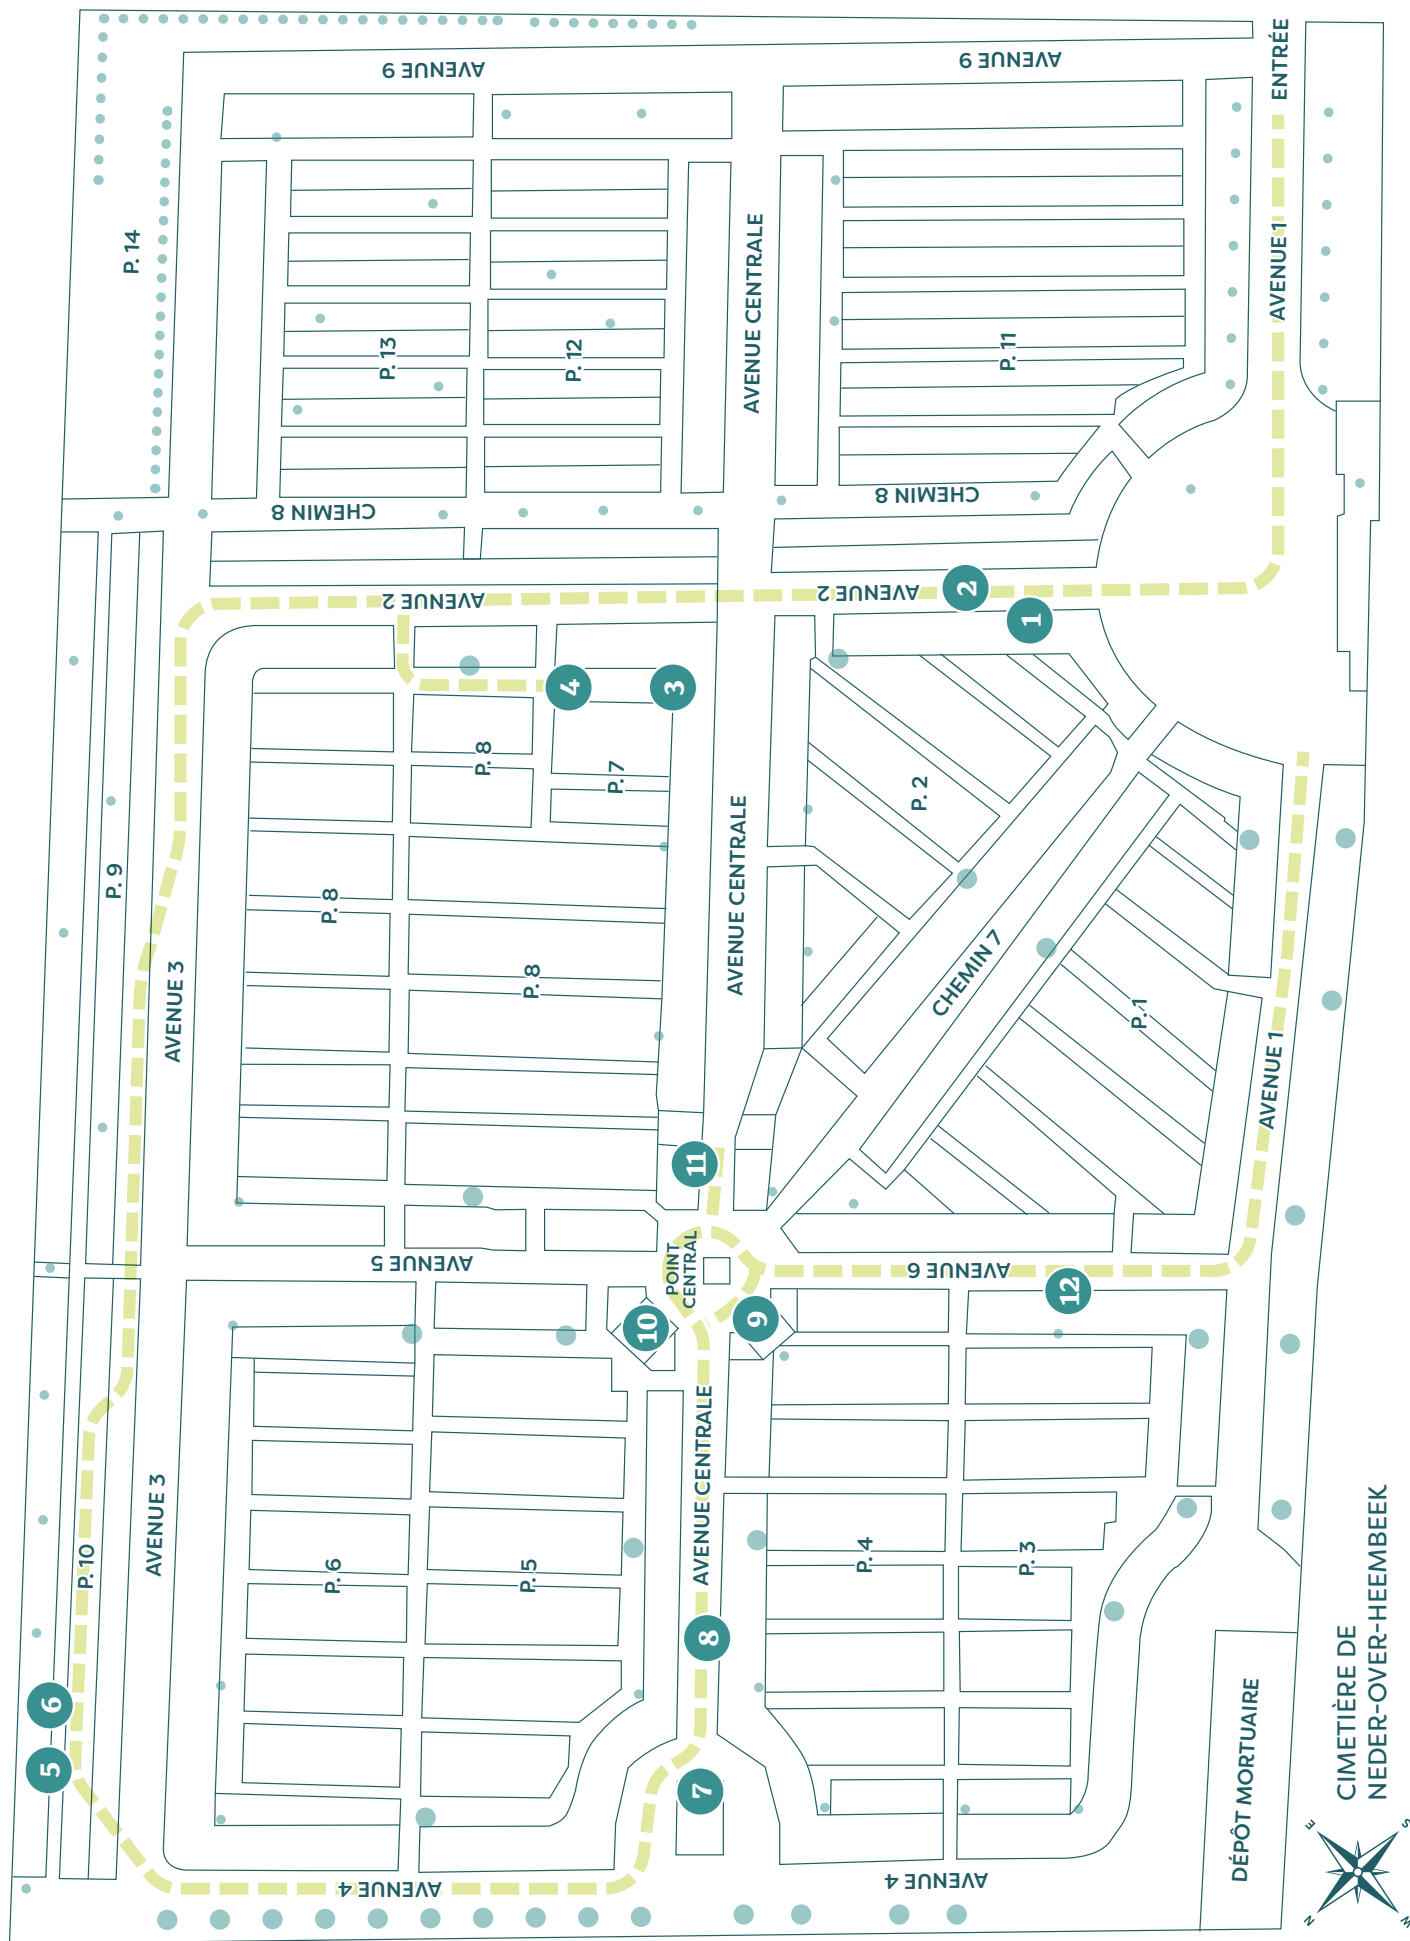 ENTRÉE
AVENUE 9
AVENUE 9
P. 14
AVENUE 1
AVENUE CENTRALE
P. 13
P. 12
P. 11
CHEMIN 8
CHEMIN 8
AVENUE 2
AVENUE 2
2
1
4
3
P. 8
P. 7
P. 2
P. 9
P. 8
AVENUE CENTRALE
AVENUE 3
P. 8
CHEMIN 7
P. 1
AVENUE 1
11
AVENUE 5
POINT
CENTRAL
AVENUE 6
12
10
9
AVENUE CENTRALE
AVENUE 3
P. 10
P. 6
P. 5
P. 4
P. 3
8
6
5
7
AVENUE 4
AVENUE 4
DÉPÔT MORTUAIRE
CIMETIÈRE DE
NEDER-OVER-HEEMBEEK
N
E
S
W